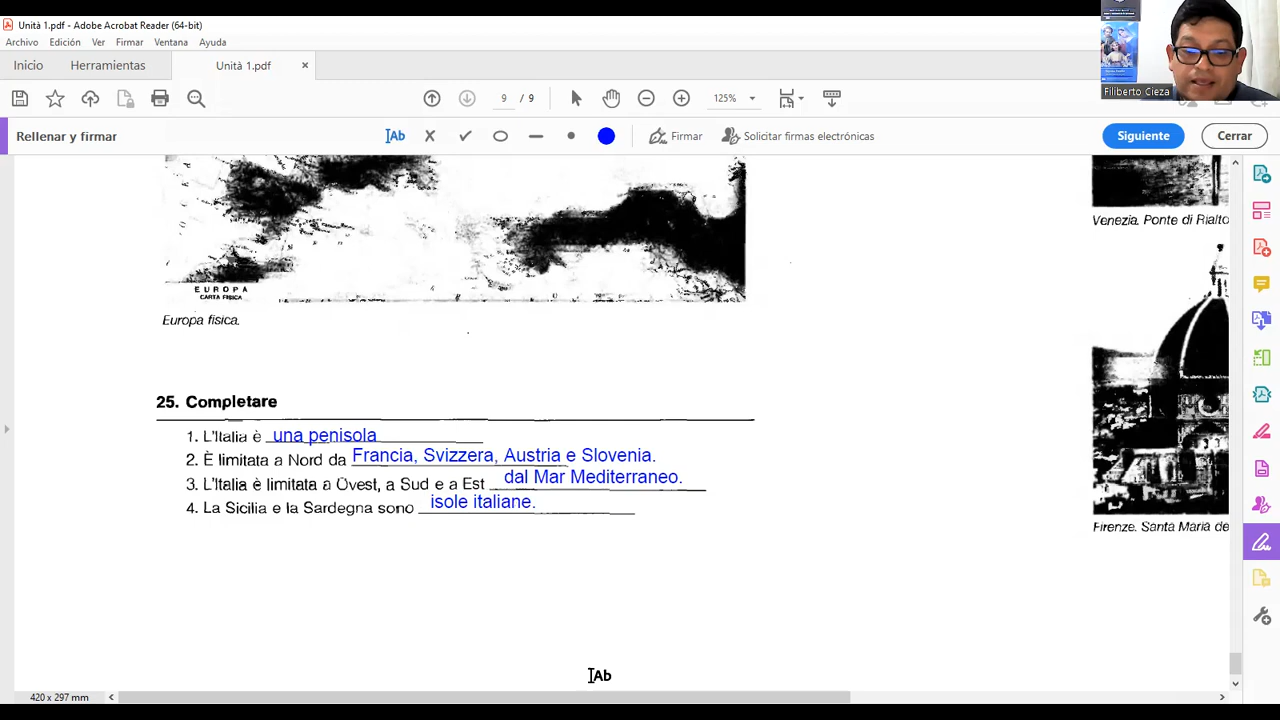 Unità 1.pdf - Adobe Acrobat Reader (64-bit)
Archivo Edición Ver Firmar Ventana Ayuda
Inicio Herramientas Unità 1.pdf ×
/ 9 125%
Filiberto Cieza
Rellenar y firmar Ab Firmar Solicitar firmas electrónicas Siguiente Cerrar
EUROPA
CARTA FISICA
Europa fisica.
Venezia. Ponte di Rialto
25. Completare
1. L'Italia è una penisola
2. È limitata a Nord da Francia, Svizzera, Austria e Slovenia.
3. L'Italia è limitata a Ovest, a Sud e a Est dal Mar Mediterraneo.
4. La Sicilia e la Sardegna sono isole italiane.
Firenze. Santa Maria de
Ab
420 x 297 mm